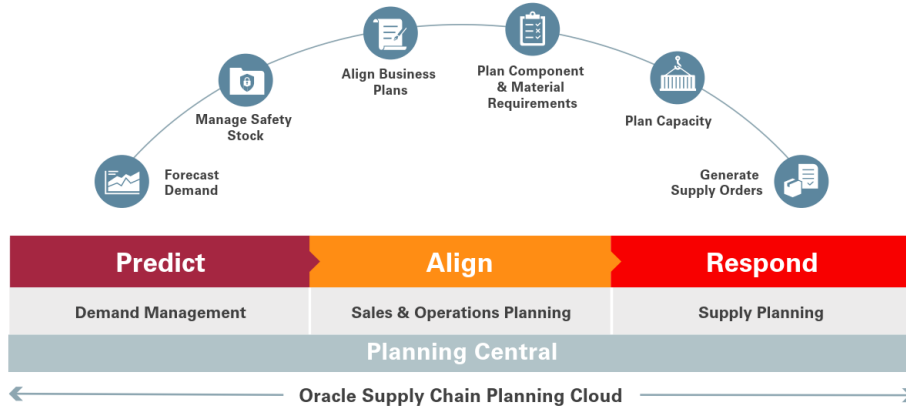 Forecast
Demand
Manage Safety
Stock
Align Business
Plans
Plan Component
& Material
Requirements
Plan Capacity
Generate
Supply Orders
Predict
Align
Respond
Demand Management
Sales & Operations Planning
Supply Planning
Planning Central
Oracle Supply Chain Planning Cloud